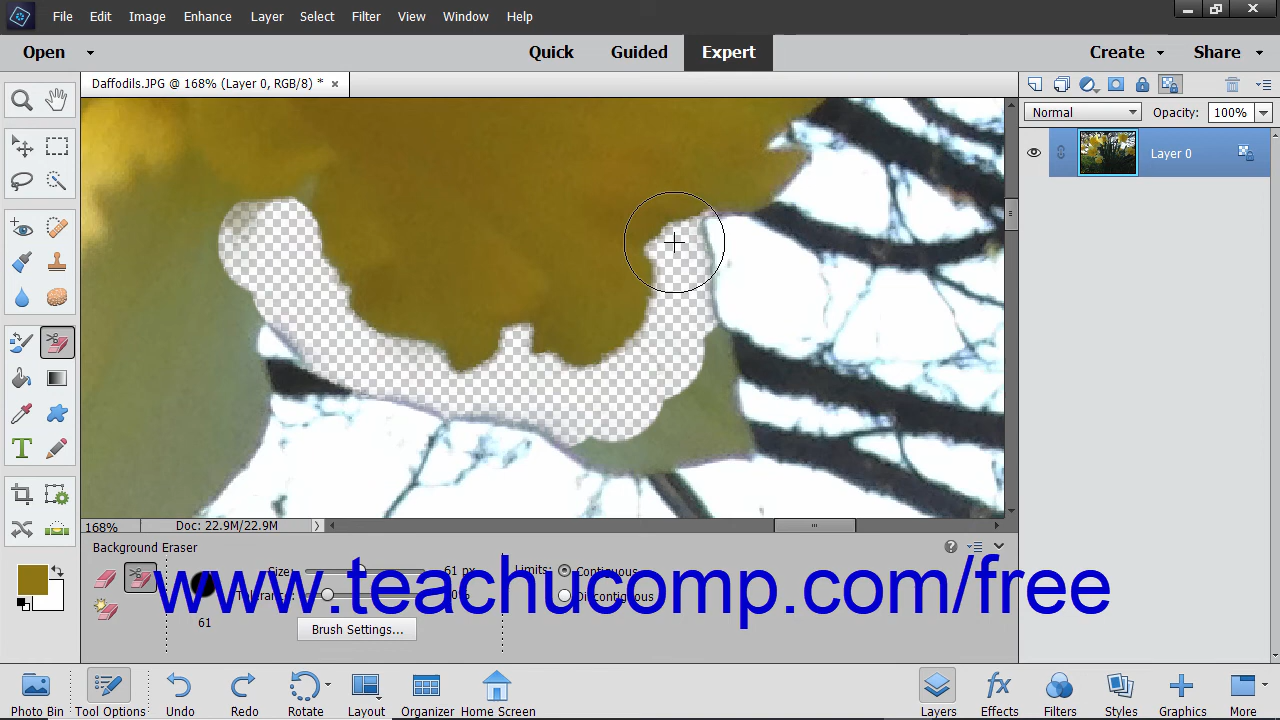 File Edit Image Enhance Layer Select Filter View Window Help
Open Quick Guided Expert Create Share
Daffodils.JPG @ 168% (Layer 0, RGB/8) * ×
Normal Opacity: 100%
Layer 0
168% Doc: 22.9M/22.9M
Background Eraser
Size: 61 px Limits: Continuous
Tolerance: Discontiguous
61
Brush Settings...
www.teachucomp.com/free
Photo Bin Tool Options Undo Redo Rotate Layout Organizer Home Screen Layers Effects Filters Styles Graphics More